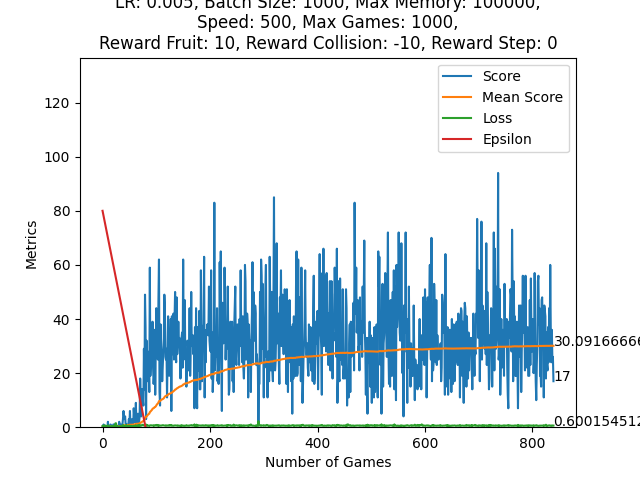 LR: 0.005, Batch Size: 1000, Max Memory: 100000,
Speed: 500, Max Games: 1000,
Reward Fruit: 10, Reward Collision: -10, Reward Step: 0
Score
Mean Score
Loss
Epsilon
120
100
80
60
40
20
0
Metrics
30.09166666
17
0.600154512
0 200 400 600 800
Number of Games